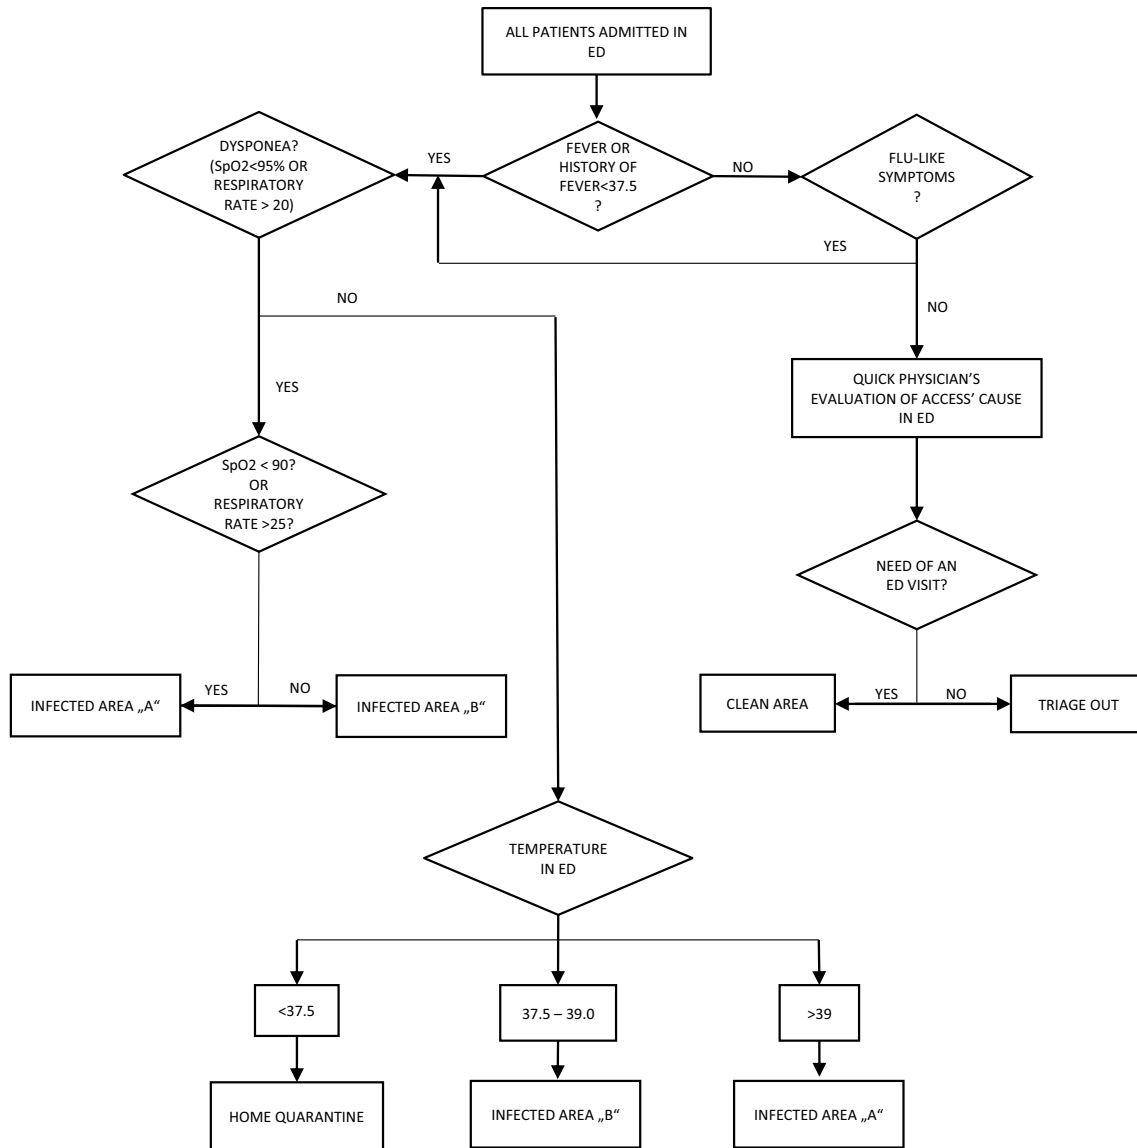 ALL PATIENTS ADMITTED IN
ED
DYSPONEA?
(SpO2<95% OR
RESPIRATORY
RATE > 20)
YES
FEVER OR
HISTORY OF
FEVER<37.5
?
NO
FLU-LIKE
SYMPTOMS
?
YES
NO
NO
YES
QUICK PHYSICIAN'S
EVALUATION OF ACCESS' CAUSE
IN ED
SpO2 < 90?
OR
RESPIRATORY
RATE >25?
NEED OF AN
ED VISIT?
INFECTED AREA „A“
YES
NO
INFECTED AREA „B“
CLEAN AREA
YES
NO
TRIAGE OUT
TEMPERATURE
IN ED
<37.5
37.5 – 39.0
>39
HOME QUARANTINE
INFECTED AREA „B“
INFECTED AREA „A“